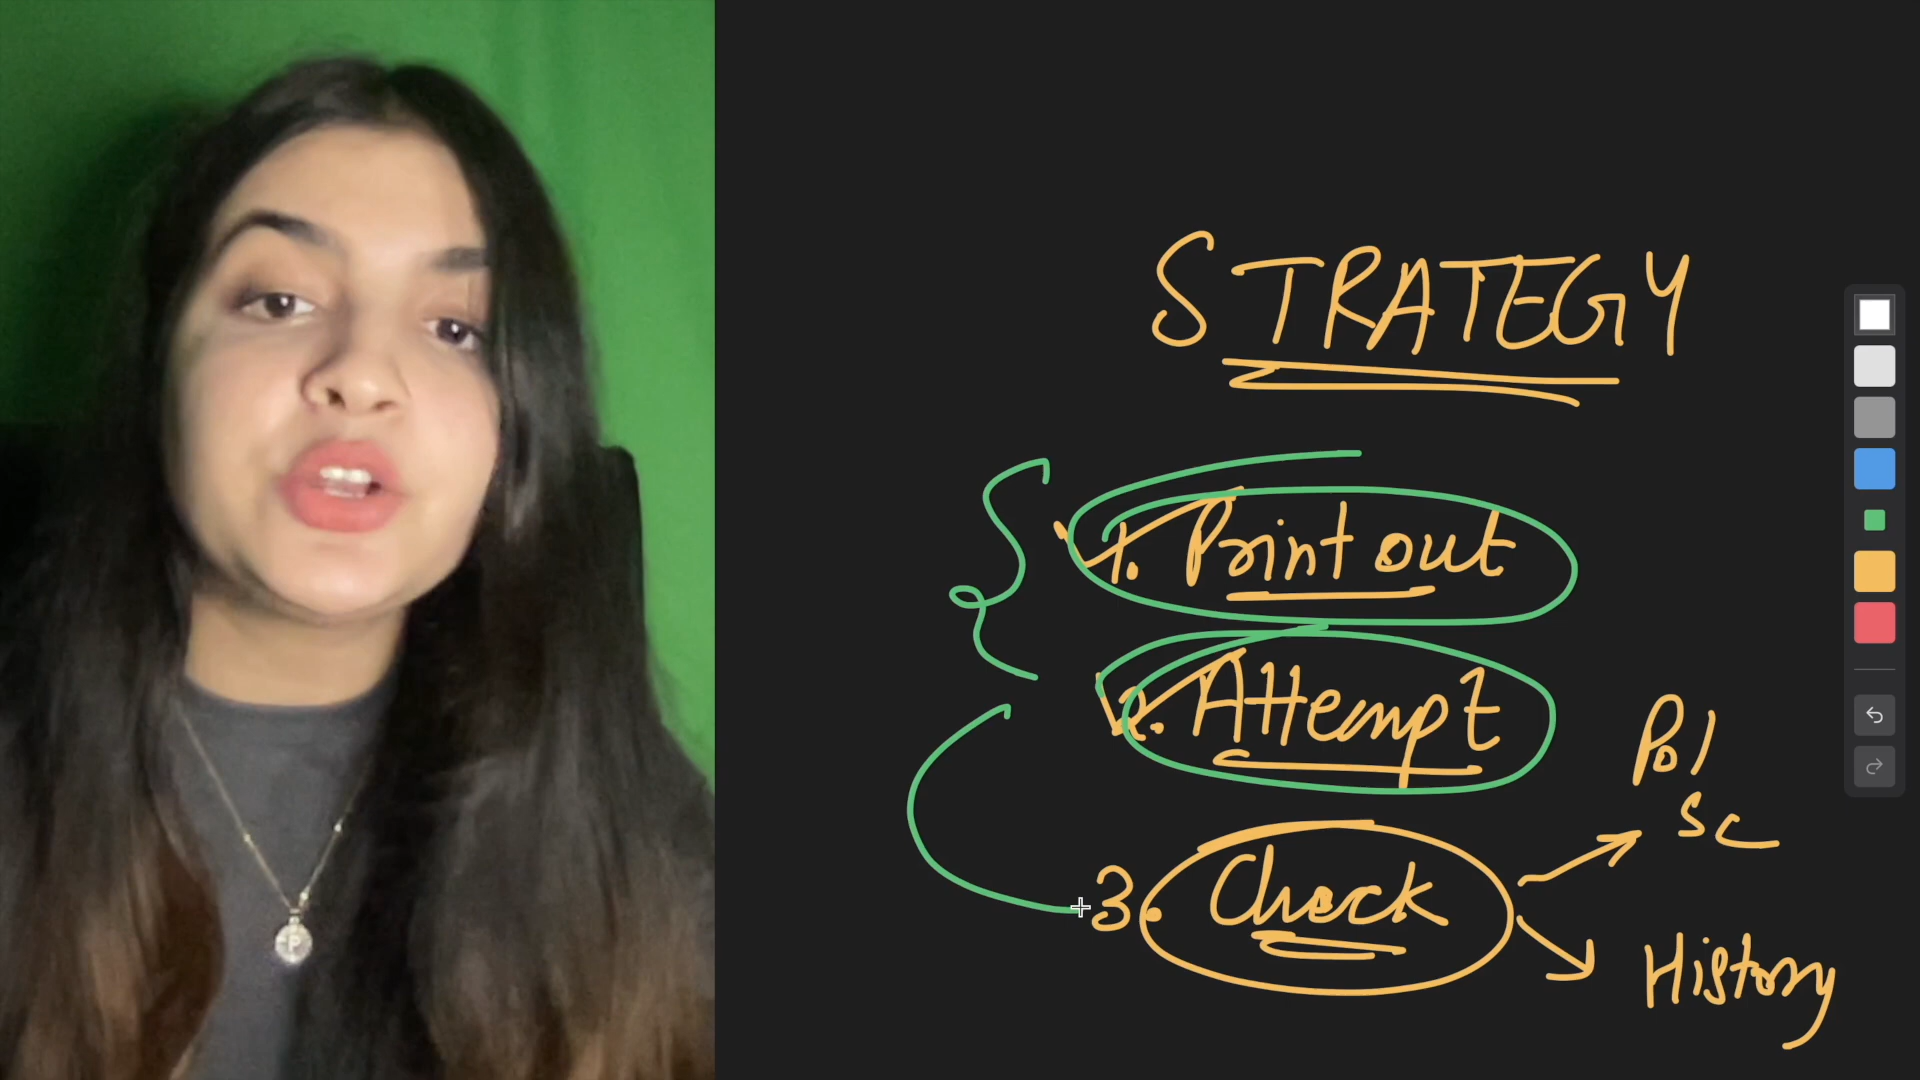 STRATEGY
1. Print out
2. Attempt
3. Check
Pol
Sc
History
P